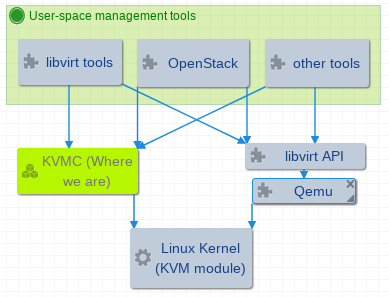 User-space management tools
libvirt tools
OpenStack
other tools
KVMC (Where
we are)
libvirt API
Qemu
Linux Kernel
(KVM module)